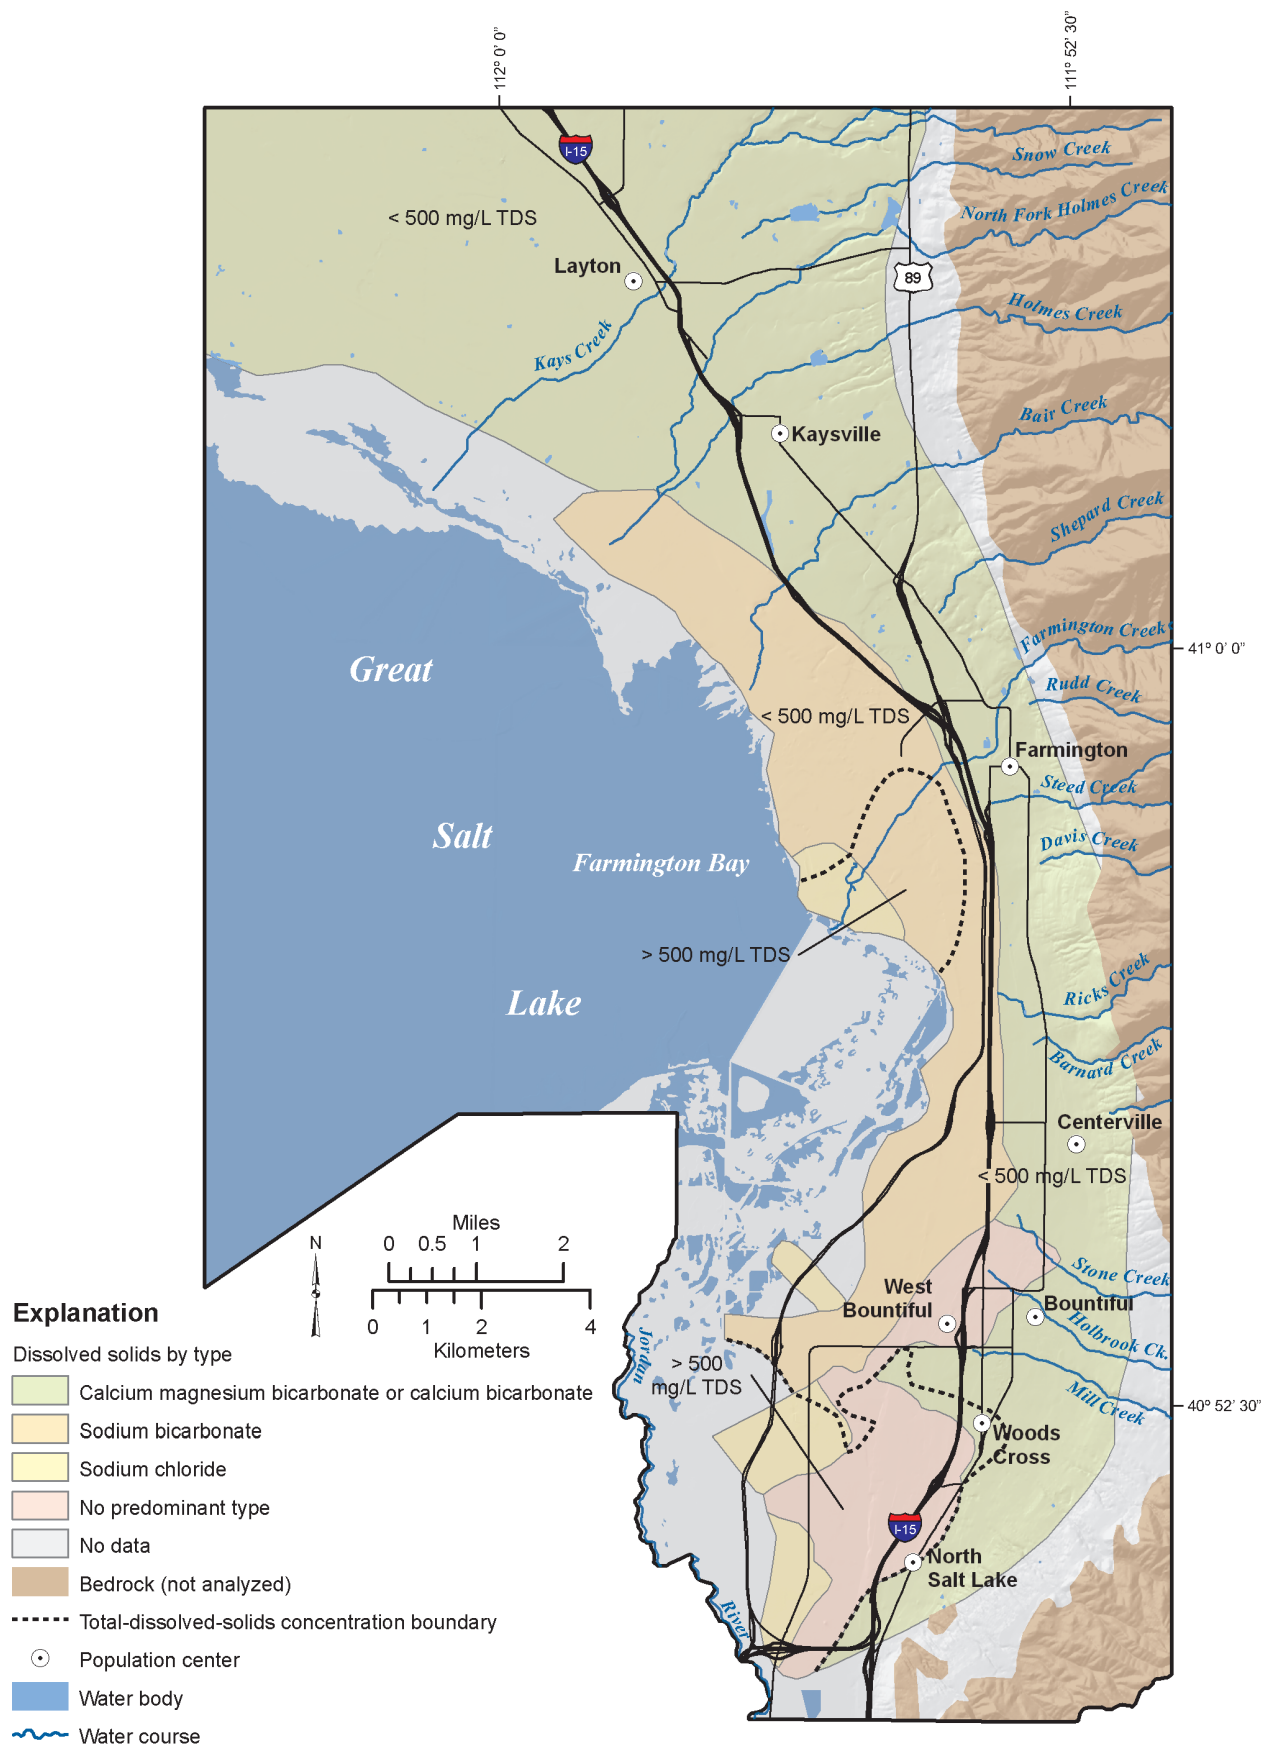 112° 0' 0"
111° 52' 30"
I-15
Snow Creek
North Fork Holmes Creek
< 500 mg/L TDS
Layton
89
Holmes Creek
Kays Creek
Bair Creek
Kaysville
Shepard Creek
Farmington Creek
41° 0' 0"
Great
Rudd Creek
< 500 mg/L TDS
Farmington
Steed Creek
Salt
Davis Creek
Farmington Bay
> 500 mg/L TDS
Ricks Creek
Lake
Barnard Creek
Centerville
< 500 mg/L TDS
Miles
0 0.5 1 2
N
Stone Creek
West
Bountiful
Bountiful
0 1 2 4
Kilometers
Holbrook Ck.
Jordan
> 500
mg/L TDS
Mill Creek
40° 52' 30"
Woods
Cross
I-15
North
Salt Lake
River
Explanation
Dissolved solids by type
Calcium magnesium bicarbonate or calcium bicarbonate
Sodium bicarbonate
Sodium chloride
No predominant type
No data
Bedrock (not analyzed)
Total-dissolved-solids concentration boundary
Population center
Water body
Water course